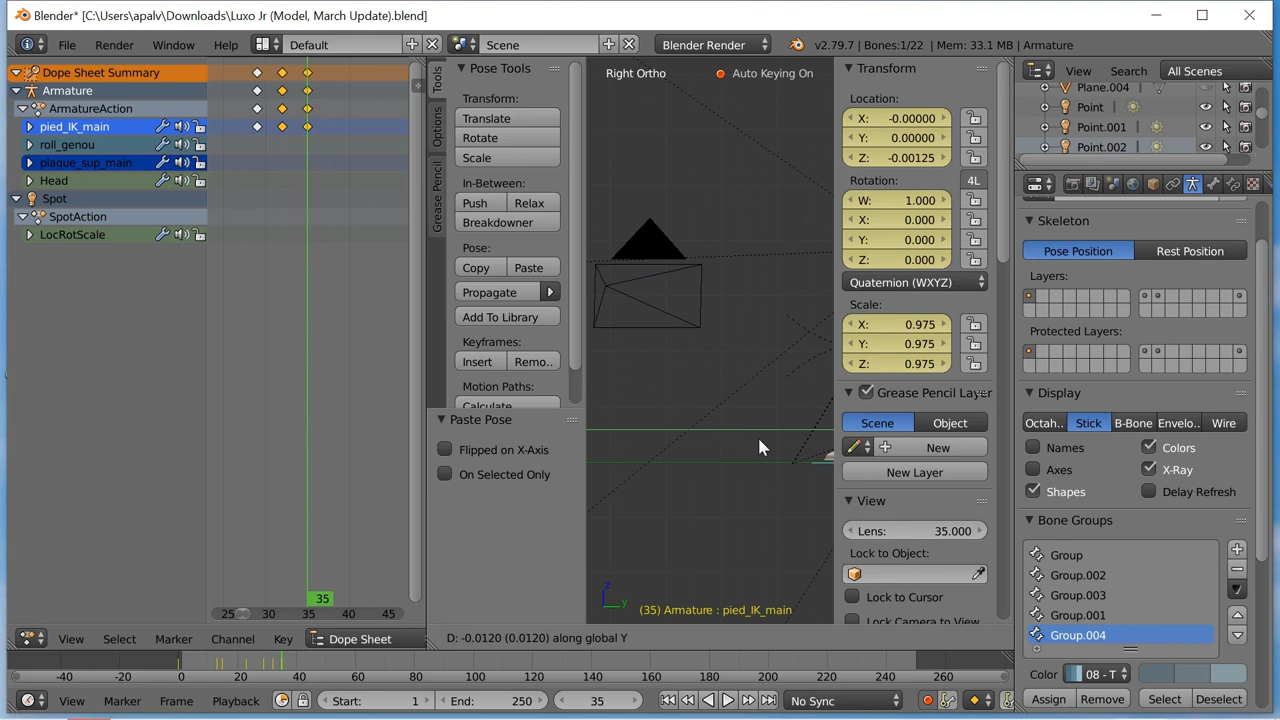 Blender* [C:\Users\apalv\Downloads\Luxo Jr (Model, March Update).blend]
File Render Window Help Default Scene Blender Render v2.79.7 | Bones:1/22 | Mem: 33.1 MB | Armature
Dope Sheet Summary
Armature
ArmatureAction
pied_IK_main
roll_genou
plaque_sup_main
Head
Spot
SpotAction
LocRotScale
25 30 35 40 45
35
View Select Marker Channel Key Dope Sheet
Tools
Options
Grease Pencil
Pose Tools
Transform:
Translate
Rotate
Scale
In-Between:
Push Relax
Breakdowner
Pose:
Copy Paste
Propagate
Add To Library
Keyframes:
Insert Remo..
Motion Paths:
Calculate
Paste Pose
Flipped on X-Axis
On Selected Only
Right Ortho
Auto Keying On
z
y
(35) Armature : pied_IK_main
D: -0.0120 (0.0120) along global Y
Transform
Location:
X: -0.00000
Y: 0.00000
Z: -0.00125
Rotation: 4L
W: 1.000
X: 0.000
Y: 0.000
Z: 0.000
Quaternion (WXYZ)
Scale:
X: 0.975
Y: 0.975
Z: 0.975
Grease Pencil Layer
Scene Object
New
New Layer
View
Lens: 35.000
Lock to Object:
Lock to Cursor
Lock Camera to View
View Search All Scenes
Plane.004
Point
Point.001
Point.002
Skeleton
Pose Position Rest Position
Layers:
Protected Layers:
Display
Octah.. Stick B-Bone Envelo.. Wire
Names Colors
Axes X-Ray
Shapes Delay Refresh
Bone Groups
Group
Group.002
Group.003
Group.001
Group.004
Color 08 - T
Assign Remove Select Deselect
-40 -20 0 20 40 60 80 100 120 140 160 180 200 220 240 260
View Marker Frame Playback Start: 1 End: 250 35 No Sync